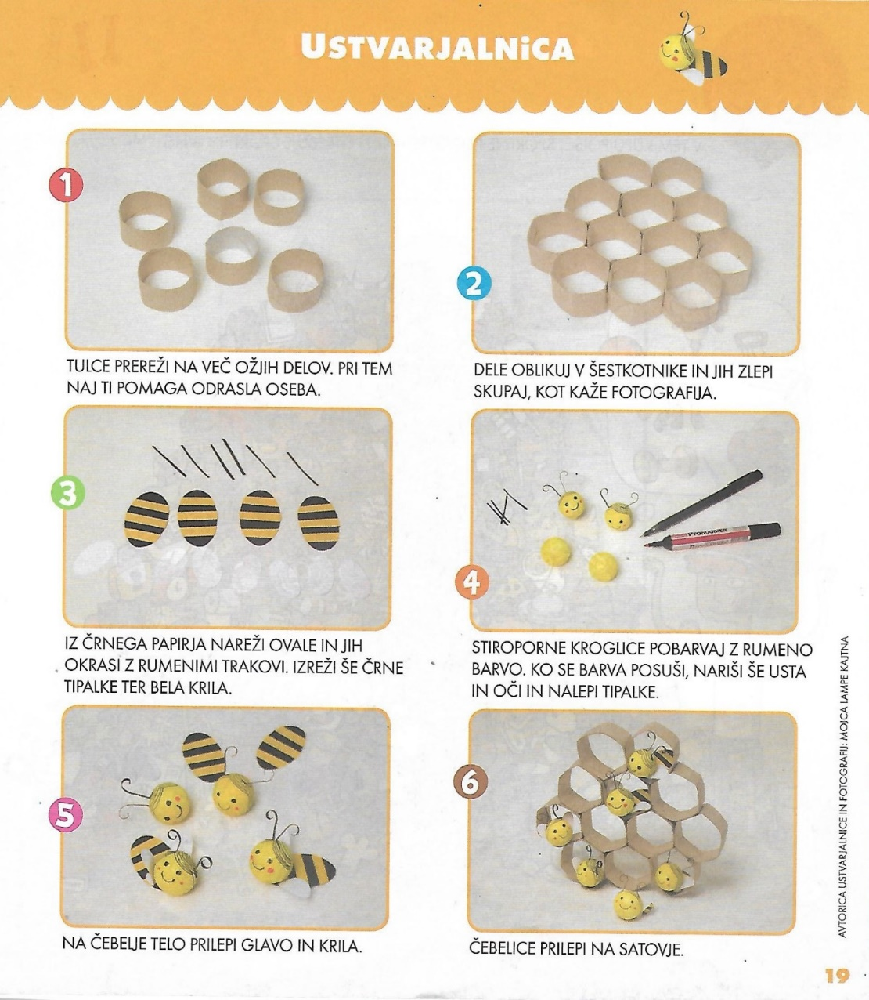 USTVARJALNiCA
1
TULCE PREREŽI NA VEČ OŽJIH DELOV. PRI TEM
NAJ TI POMAGA ODRASLA OSEBA.
2
DELE OBLIKUJ V ŠESTKOTNIKE IN JIH ZLEPI
SKUPAJ, KOT KAŽE FOTOGRAFIJA.
3
IZ ČRNEGA PAPIRJA NAREŽI OVALE IN JIH
OKRASI Z RUMENIMI TRAKOVI. IZREŽI ŠE ČRNE
TIPALKE TER BELA KRILA.
4
PROMARKER
STIROPORNE KROGLICE POBARVAJ Z RUMENO
BARVO. KO SE BARVA POSUŠI, NARIŠI ŠE USTA
IN OČI IN NALEPI TIPALKE.
5
NA ČEBELJE TELO PRILEPI GLAVO IN KRILA.
6
ČEBELICE PRILEPI NA SATOVJE.
AVTORICA USTVARJALNICE IN FOTOGRAFIJ: MOJCA LAMPE KAJTNA
19